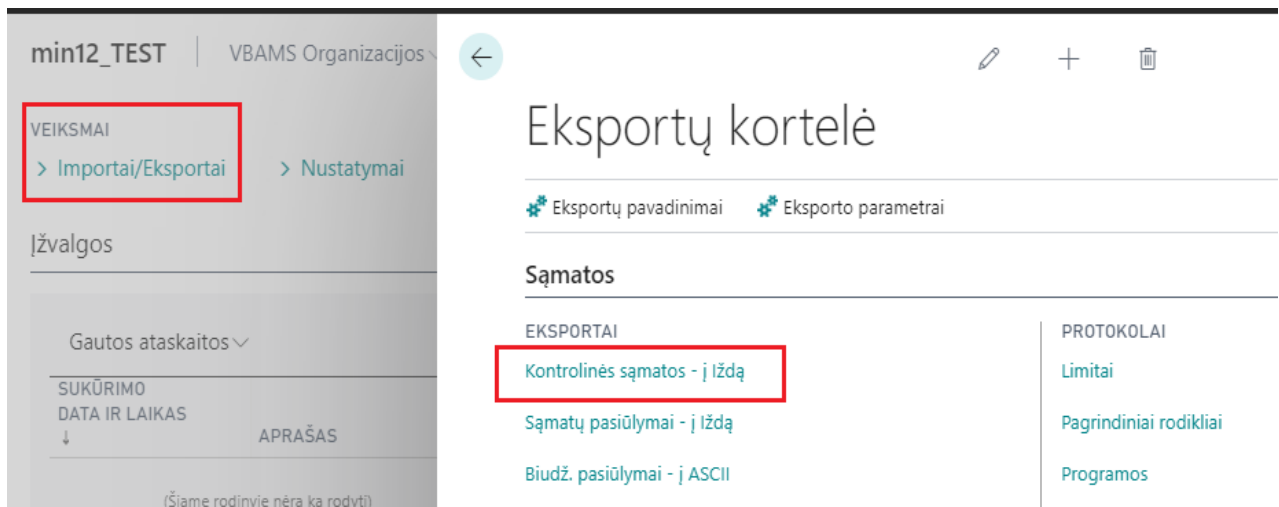 min12_TEST
VBAMS Organizacijos
VEIKSMAI
Importai/Eksportai
Nustatymai
Įžvalgos
Gautos ataskaitos
SUKŪRIMO
DATA IR LAIKAS
↓
APRAŠAS
(Šiame rodinyje nėra ką rodyti)
Eksportų kortelė
Eksportų pavadinimai
Eksporto parametrai
Sąmatos
EKSPORTAI
Kontrolinės sąmatos - į Iždą
Sąmatų pasiūlymai - į Iždą
Biudž. pasiūlymai - į ASCII
PROTOKOLAI
Limitai
Pagrindiniai rodikliai
Programos